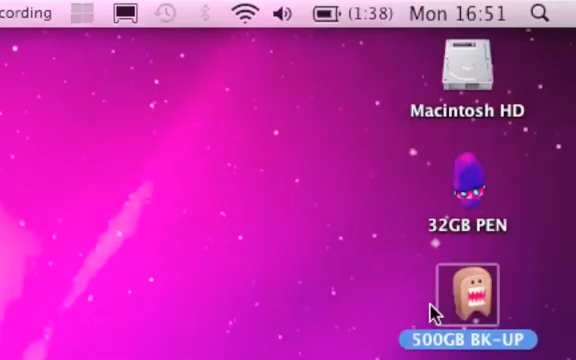 cording (1:38) Mon 16:51
Macintosh HD
32GB PEN
500GB BK-UP